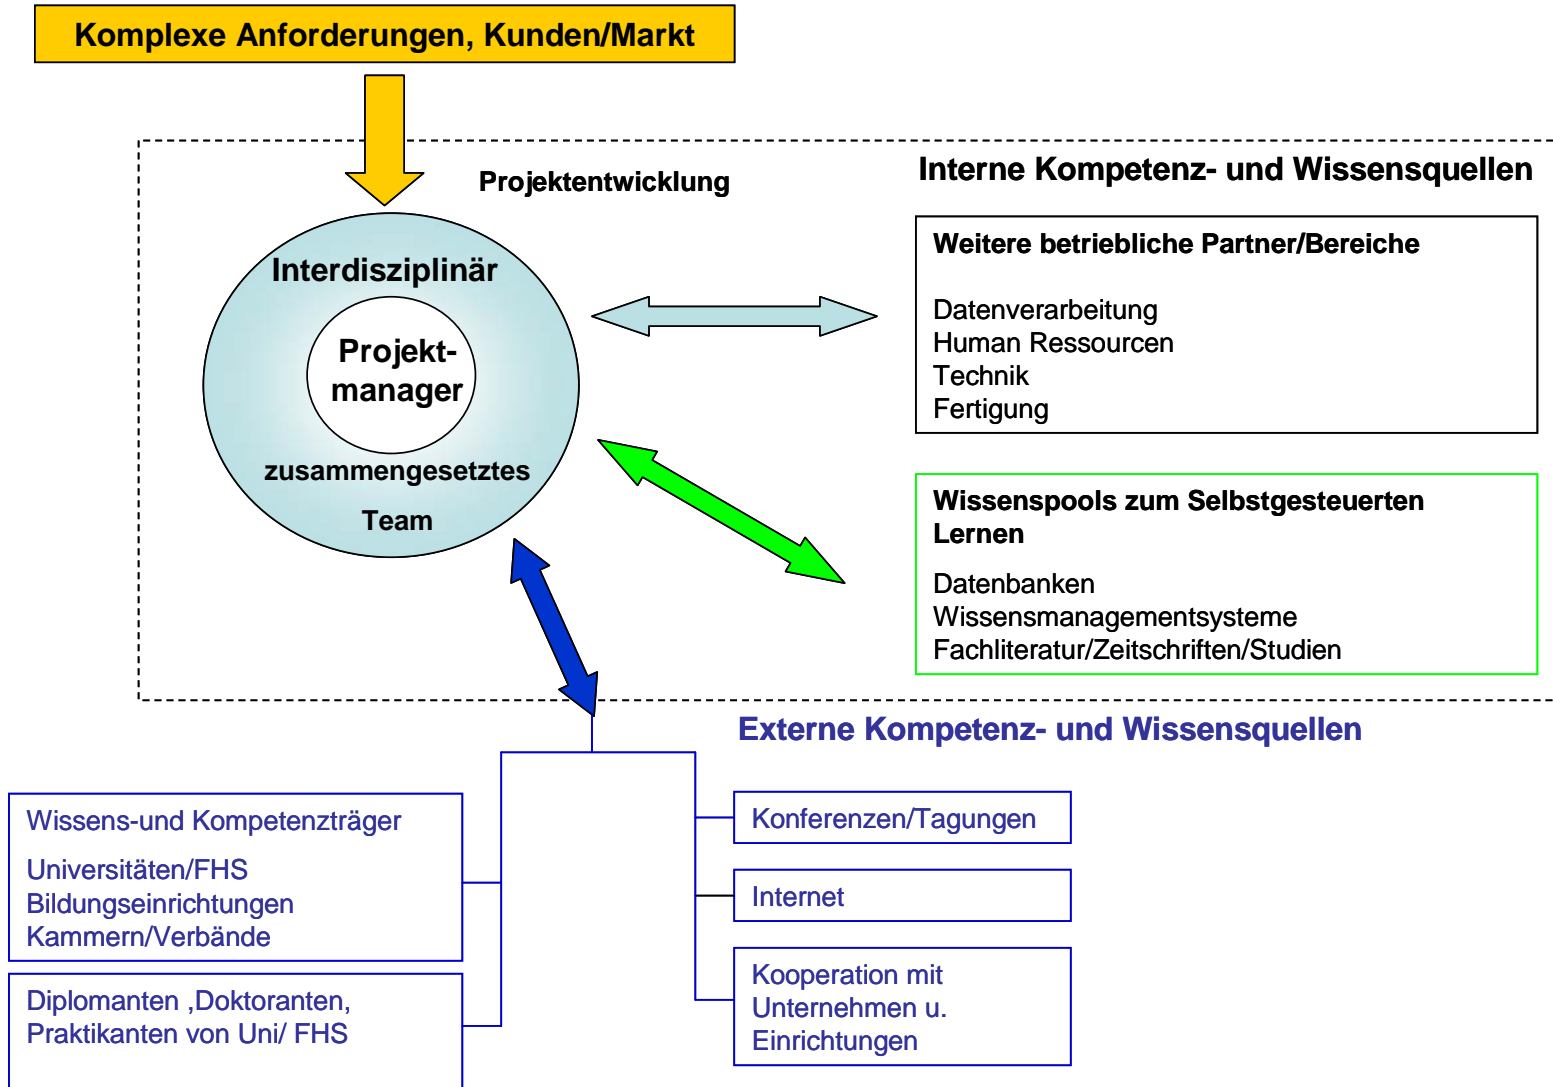 Komplexe Anforderungen, Kunden/Markt
Projektentwicklung
Interdisziplinär
Projekt-
manager
zusammengesetztes
Team
Interne Kompetenz- und Wissensquellen
Weitere betriebliche Partner/Bereiche
Datenverarbeitung
Human Ressourcen
Technik
Fertigung
Wissenspools zum Selbstgesteuerten
Lernen
Datenbanken
Wissensmanagementsysteme
Fachliteratur/Zeitschriften/Studien
Externe Kompetenz- und Wissensquellen
Wissens-und Kompetenzträger
Universitäten/FHS
Bildungseinrichtungen
Kammern/Verbände
Diplomanten ,Doktoranten,
Praktikanten von Uni/ FHS
Konferenzen/Tagungen
Internet
Kooperation mit
Unternehmen u.
Einrichtungen